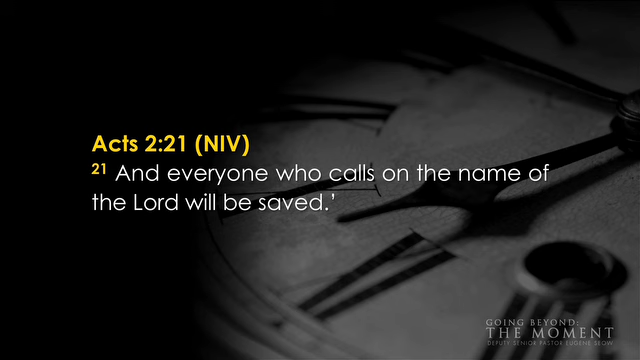 Acts 2:21 (NIV)
21 And everyone who calls on the name of
the Lord will be saved.’
GOING BEYOND:
THE MOMENT
DEPUTY SENIOR PASTOR EUGENE SEOW